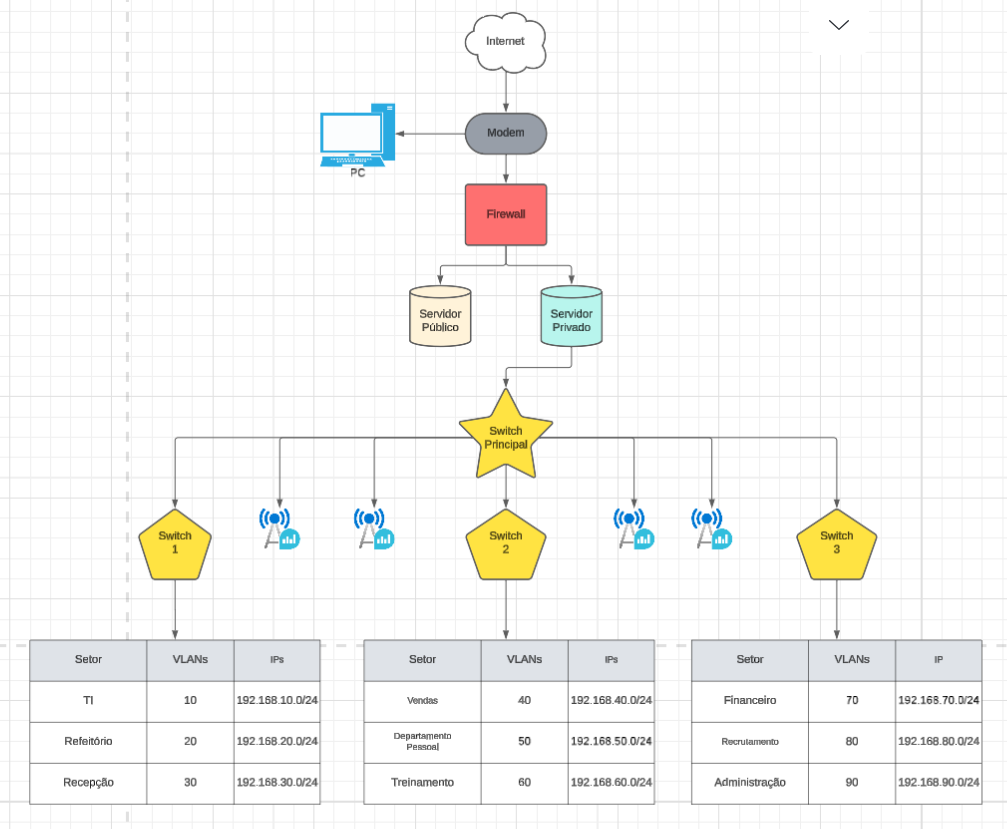 Internet
Modem
PC
Firewall
Servidor
Público
Servidor
Privado
Switch
Principal
Switch
1
Switch
2
Switch
3
Setor VLANs IPs
TI 10 192.168.10.0/24
Refeitório 20 192.168.20.0/24
Recepção 30 192.168.30.0/24
Setor VLANs IPs
Vendas 40 192.168.40.0/24
Departamento
Pessoal 50 192.168.50.0/24
Treinamento 60 192.168.60.0/24
Setor VLANs IP
Financeiro 70 192.168.70.0/24
Recrutamento 80 192.168.80.0/24
Administração 90 192.168.90.0/24